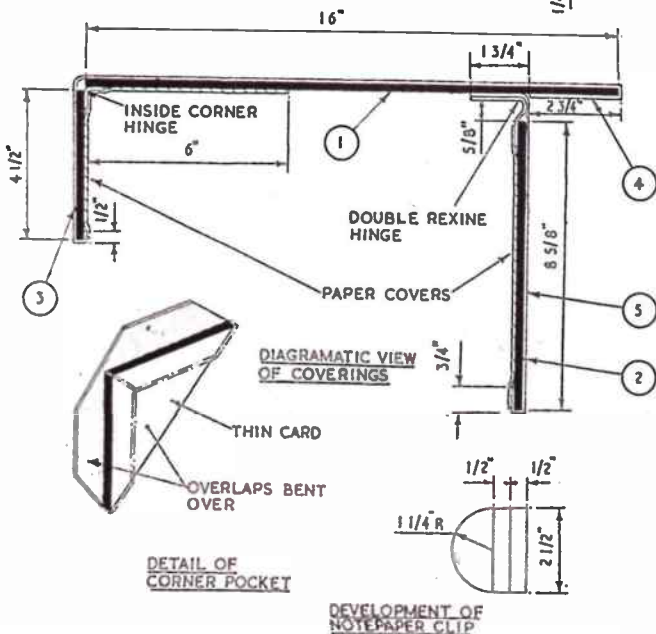 1/4
16"
1 3/4"
INSIDE CORNER
HINGE
1
5/8"
2 3/4"
4
4 1/2"
6"
1/2"
3
DOUBLE REXINE
HINGE
8 5/8"
PAPER COVERS
5
2
3/4"
DIAGRAMATIC VIEW
OF COVERINGS
THIN CARD
OVERLAPS BENT
OVER
1/2"
1/2"
1 1/4" R
2 1/2"
DETAIL OF
CORNER POCKET
DEVELOPMENT OF
NOTEPAPER CLIP